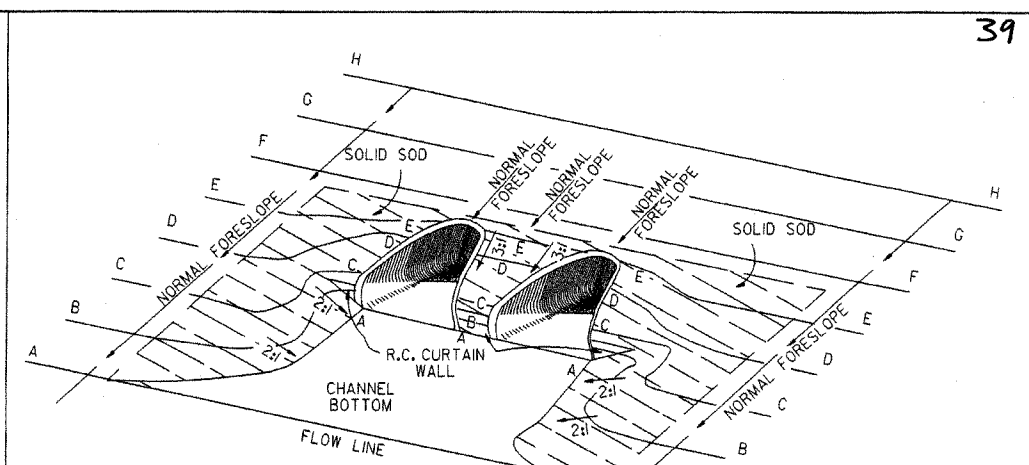 39
H
G
F
SOLID SOD
NORMAL
FORESLOPE
NORMAL
FORESLOPE
NORMAL
FORESLOPE
H
E
D
E
3:1
E
3:1
SOLID SOD
G
C
NORMAL FORESLOPE
D
D
E
F
B
C
2:1
C
D
E
A
2:1
A
B
A
C
R.C. CURTAIN
WALL
A
2:1
NORMAL FORESLOPE
D
CHANNEL
BOTTOM
2:1
C
FLOW LINE
B